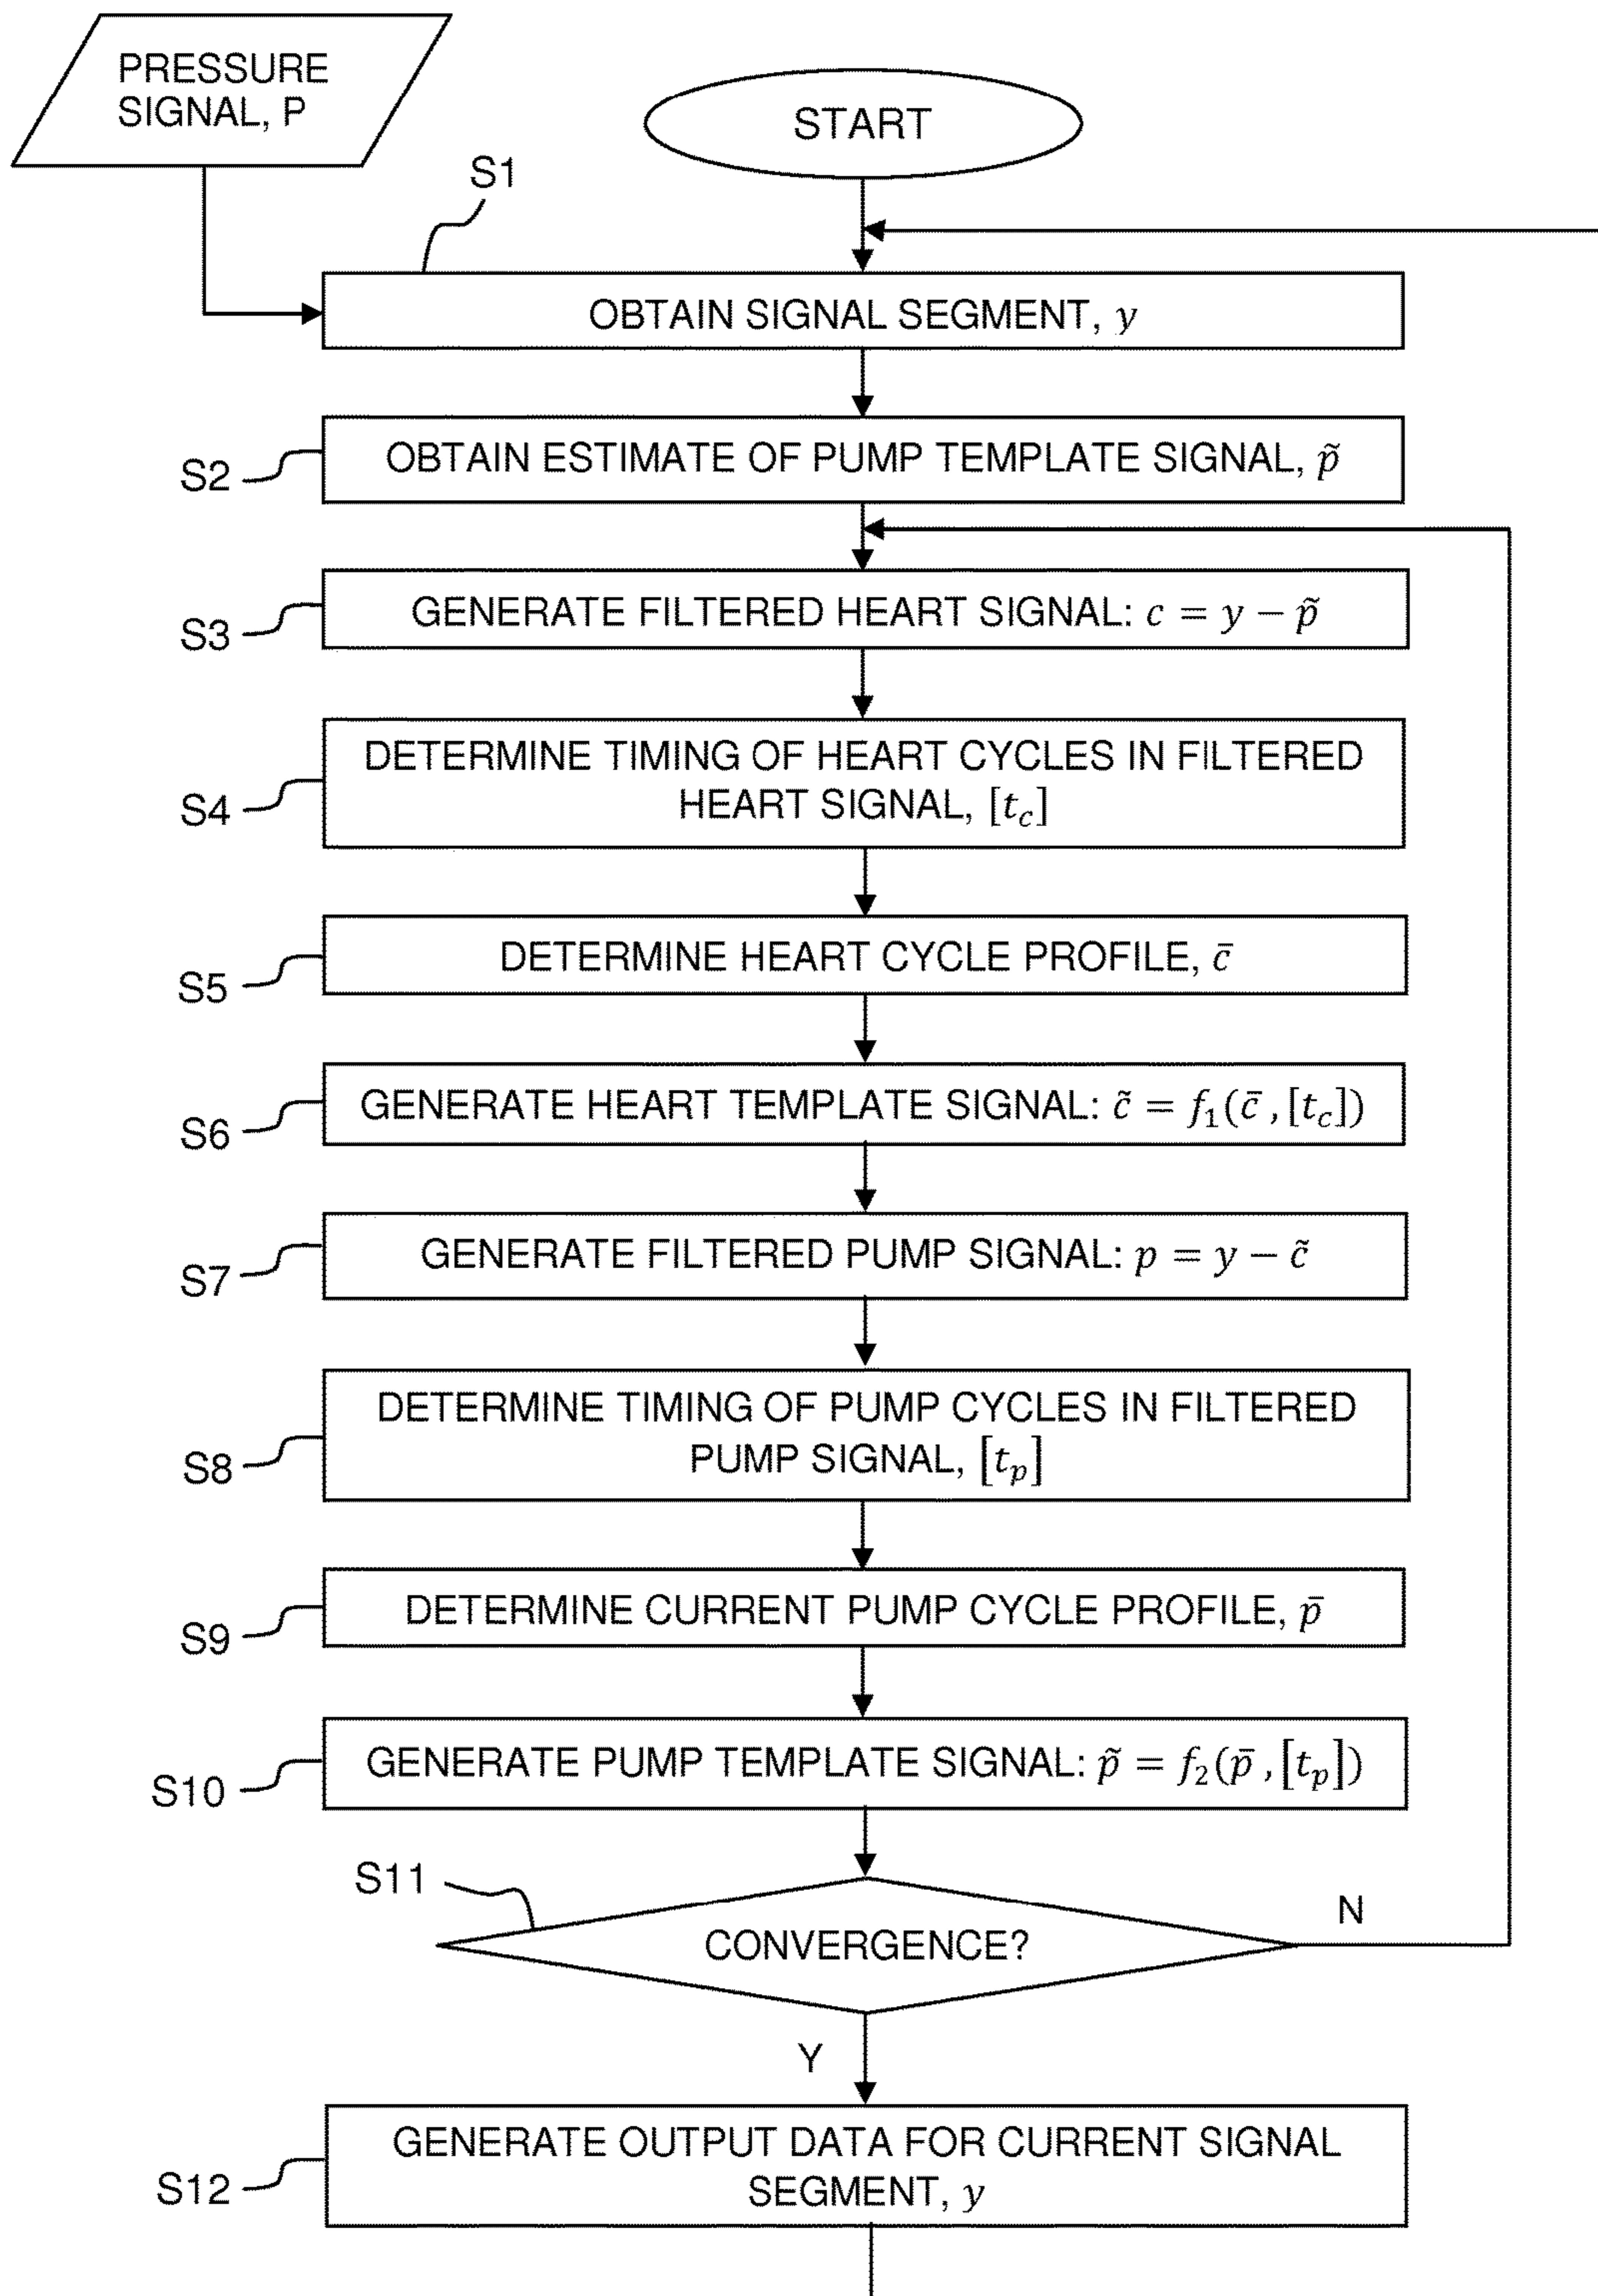 PRESSURE
SIGNAL, P
START
S1
OBTAIN SIGNAL SEGMENT, y
S2
OBTAIN ESTIMATE OF PUMP TEMPLATE SIGNAL, p̃
S3
GENERATE FILTERED HEART SIGNAL: c = y − p̃
S4
DETERMINE TIMING OF HEART CYCLES IN FILTERED
HEART SIGNAL, [t_c]
S5
DETERMINE HEART CYCLE PROFILE, c̄
S6
GENERATE HEART TEMPLATE SIGNAL: c̃ = f₁(c̄ , [t_c])
S7
GENERATE FILTERED PUMP SIGNAL: p = y − c̃
S8
DETERMINE TIMING OF PUMP CYCLES IN FILTERED
PUMP SIGNAL, [t_p]
S9
DETERMINE CURRENT PUMP CYCLE PROFILE, p̄
S10
GENERATE PUMP TEMPLATE SIGNAL: p̃ = f₂(p̄ , [t_p])
S11
CONVERGENCE?
N
Y
S12
GENERATE OUTPUT DATA FOR CURRENT SIGNAL
SEGMENT, y